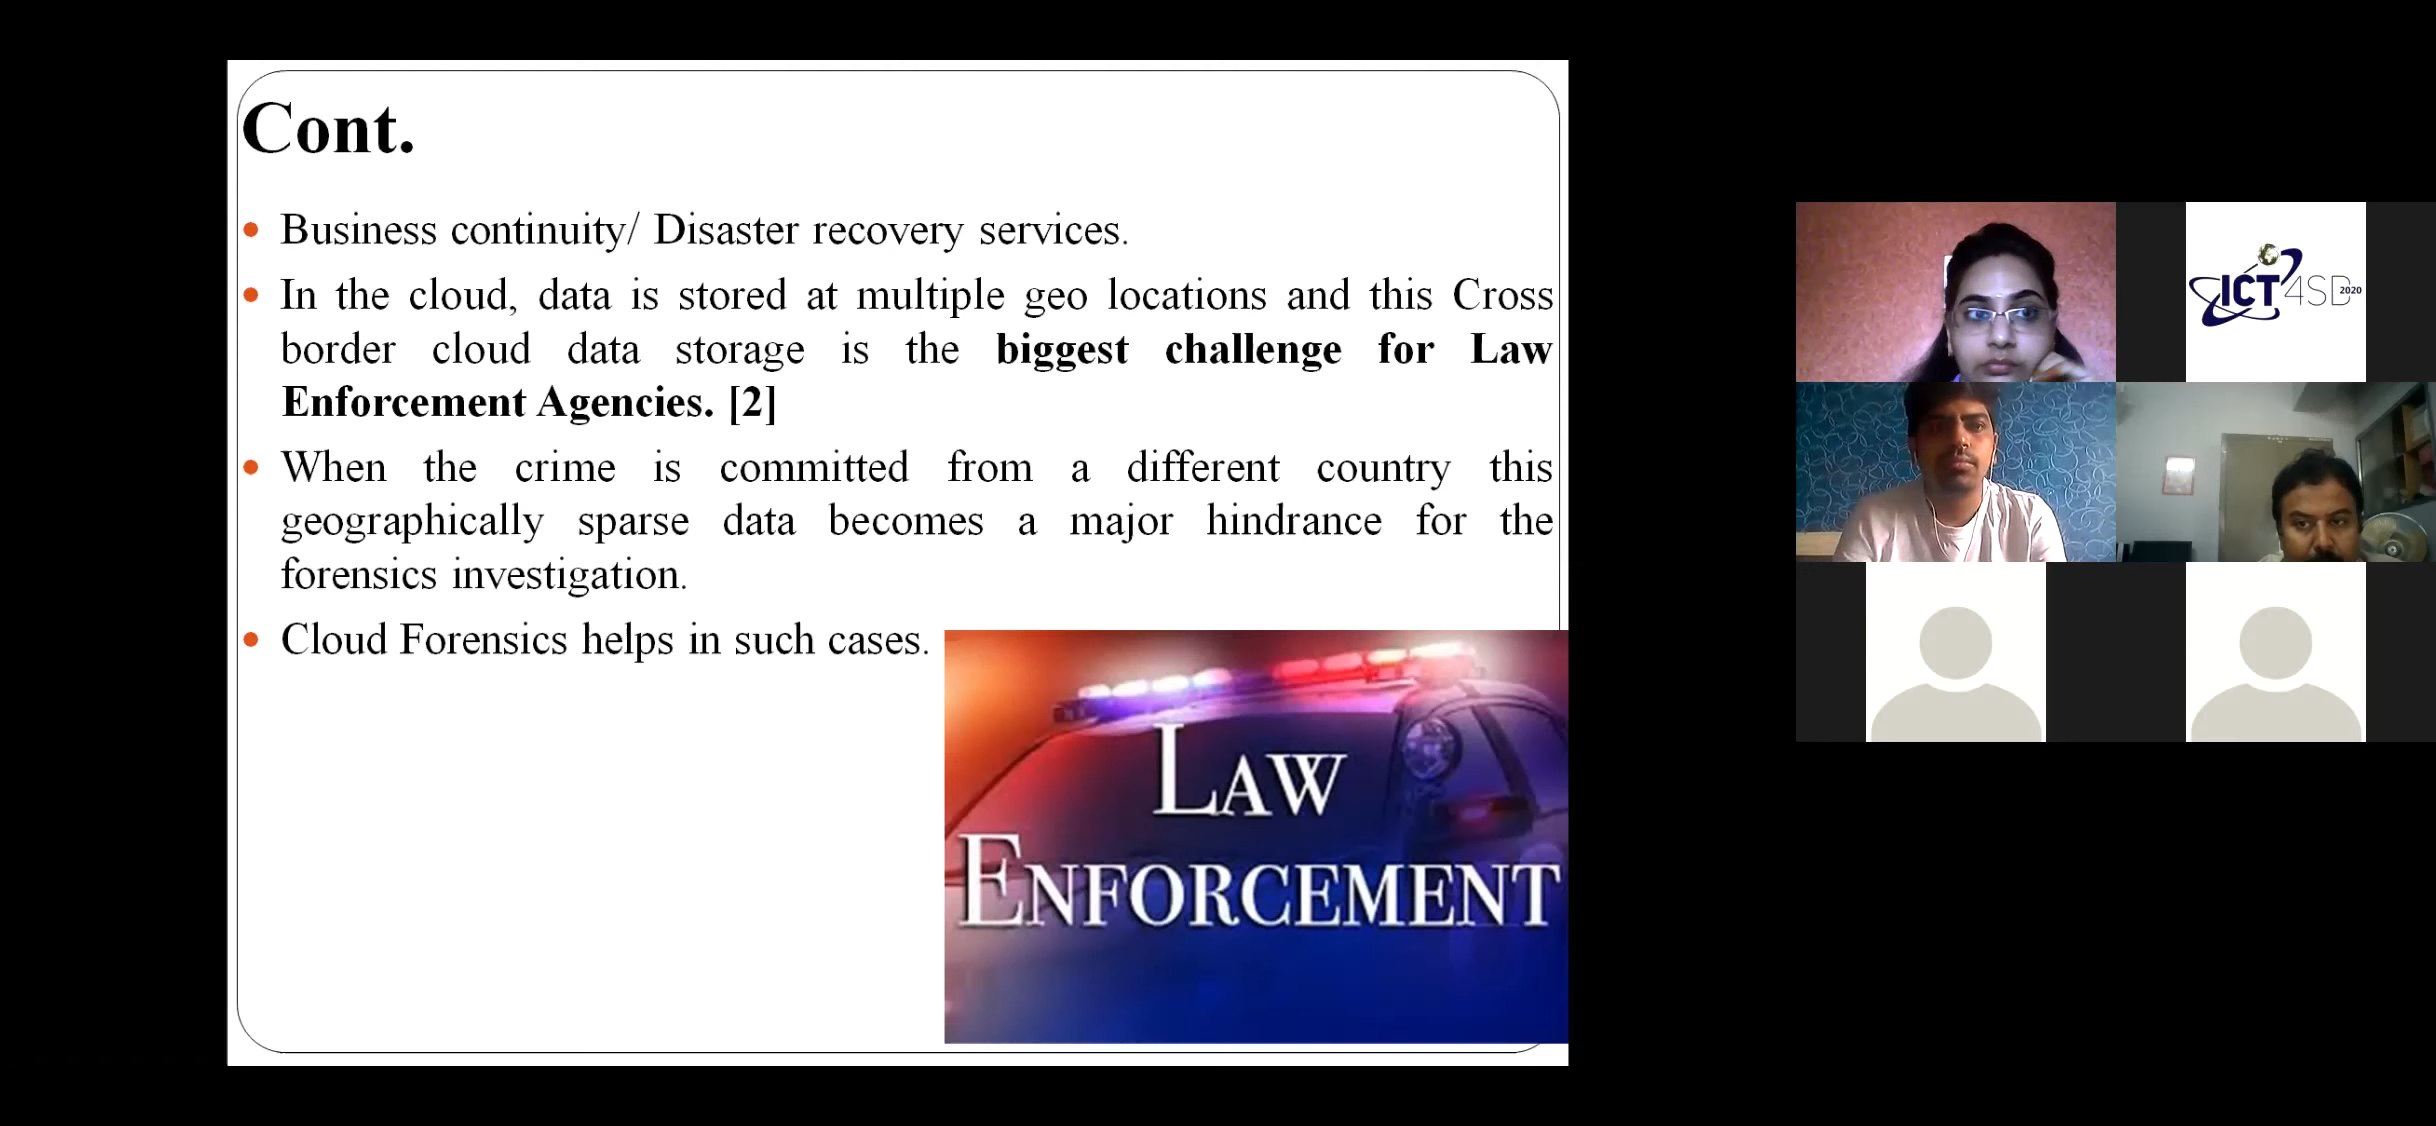 Cont.
Business continuity/ Disaster recovery services.
In the cloud, data is stored at multiple geo locations and this Cross
border cloud data storage is the biggest challenge for Law
Enforcement Agencies. [2]
When the crime is committed from a different country this
geographically sparse data becomes a major hindrance for the
forensics investigation.
Cloud Forensics helps in such cases.
LAW
ENFORCEMENT
ICT4SD 2020